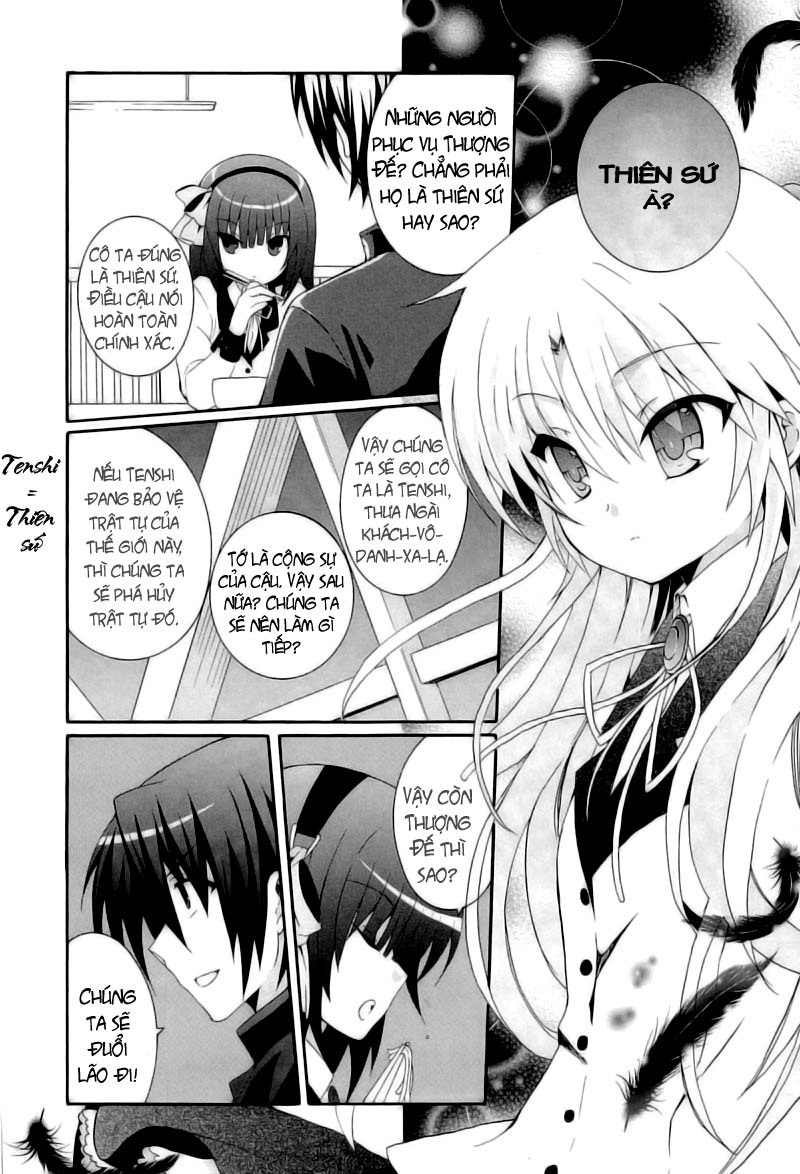 THIÊN SỨ
À?
NHỮNG NGƯỜI
PHỤC VỤ THƯỢNG
ĐẾ? CHẲNG PHẢI
HỌ LÀ THIÊN SỨ
HAY SAO?
CÔ TA ĐÚNG
LÀ THIÊN SỨ.
ĐIỀU CẬU NÓI
HOÀN TOÀN
CHÍNH XÁC.
VẬY CHÚNG
TA SẼ GỌI CÔ
TA LÀ TENSHI,
THƯA NGÀI
KHÁCH-VÔ-
DANH-XA-LẠ.
TỚ LÀ CỘNG SỰ
CỦA CẬU. VẬY SAU
NỮA? CHÚNG TA
SẼ NÊN LÀM GÌ
TIẾP?
NẾU TENSHI
ĐANG BẢO VỆ
TRẬT TỰ CỦA
THẾ GIỚI NÀY,
THÌ CHÚNG TA
SẼ PHÁ HỦY
TRẬT TỰ ĐÓ.
Tenshi
=
Thiên
sứ
VẬY CÒN
THƯỢNG
ĐẾ THÌ
SAO?
CHÚNG
TA SẼ
ĐUỔI
LÃO ĐI!